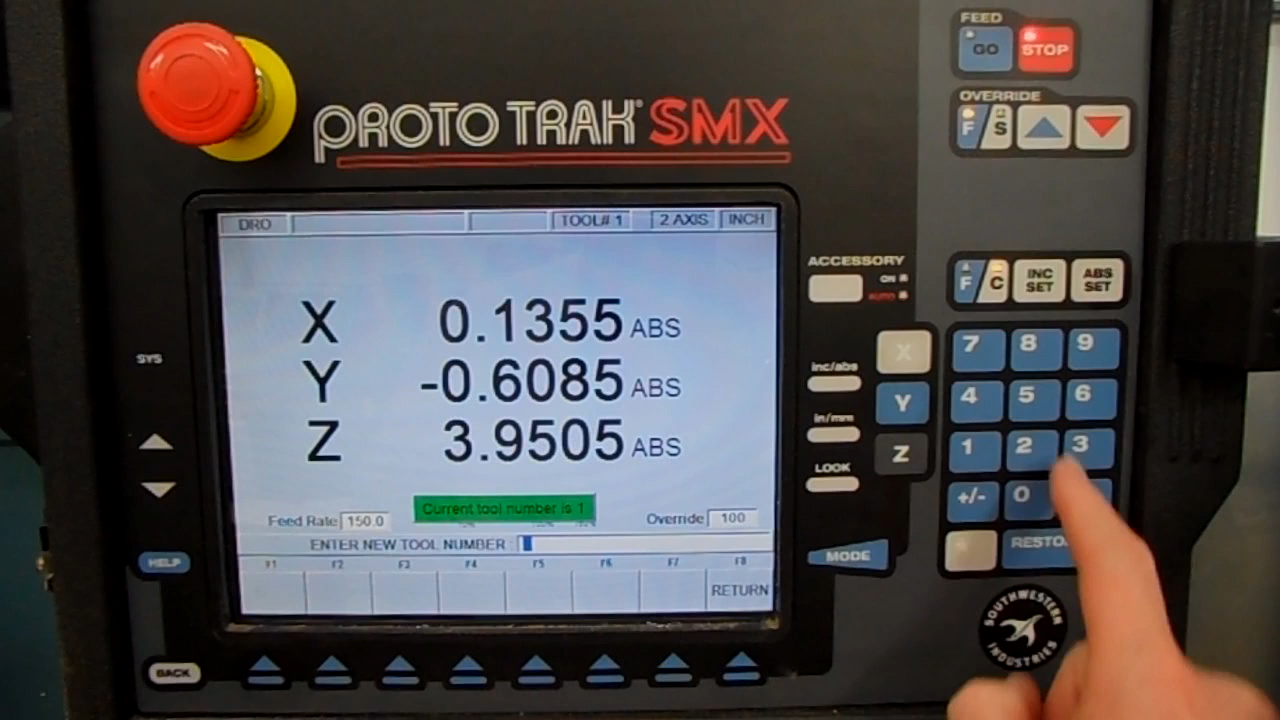 FEED
GO STOP
OVERRIDE
F/S
PROTO TRAK® SMX
DRO TOOL# 1 2 AXIS INCH
X 0.1355 ABS
Y -0.6085 ABS
Z 3.9505 ABS
Current tool number is 1
Feed Rate 150.0 Override 100
ENTER NEW TOOL NUMBER :
F1 F2 F3 F4 F5 F6 F7 F8
RETURN
SYS
HELP
BACK
ACCESSORY
ON
AUTO
inc/abs
in/mm
LOOK
MODE
F/C INC SET ABS SET
X 7 8 9
Y 4 5 6
Z 1 2 3
+/- 0
SOUTHWESTERN
INDUSTRIES